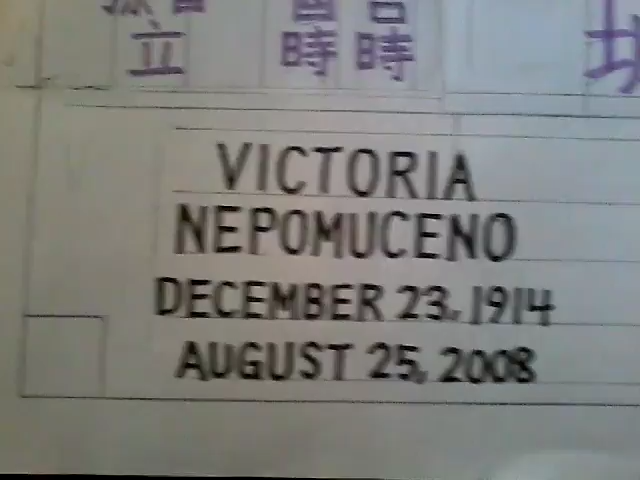 立 時 時
VICTORIA
NEPOMUCENO
DECEMBER 23, 1914
AUGUST 25, 2008